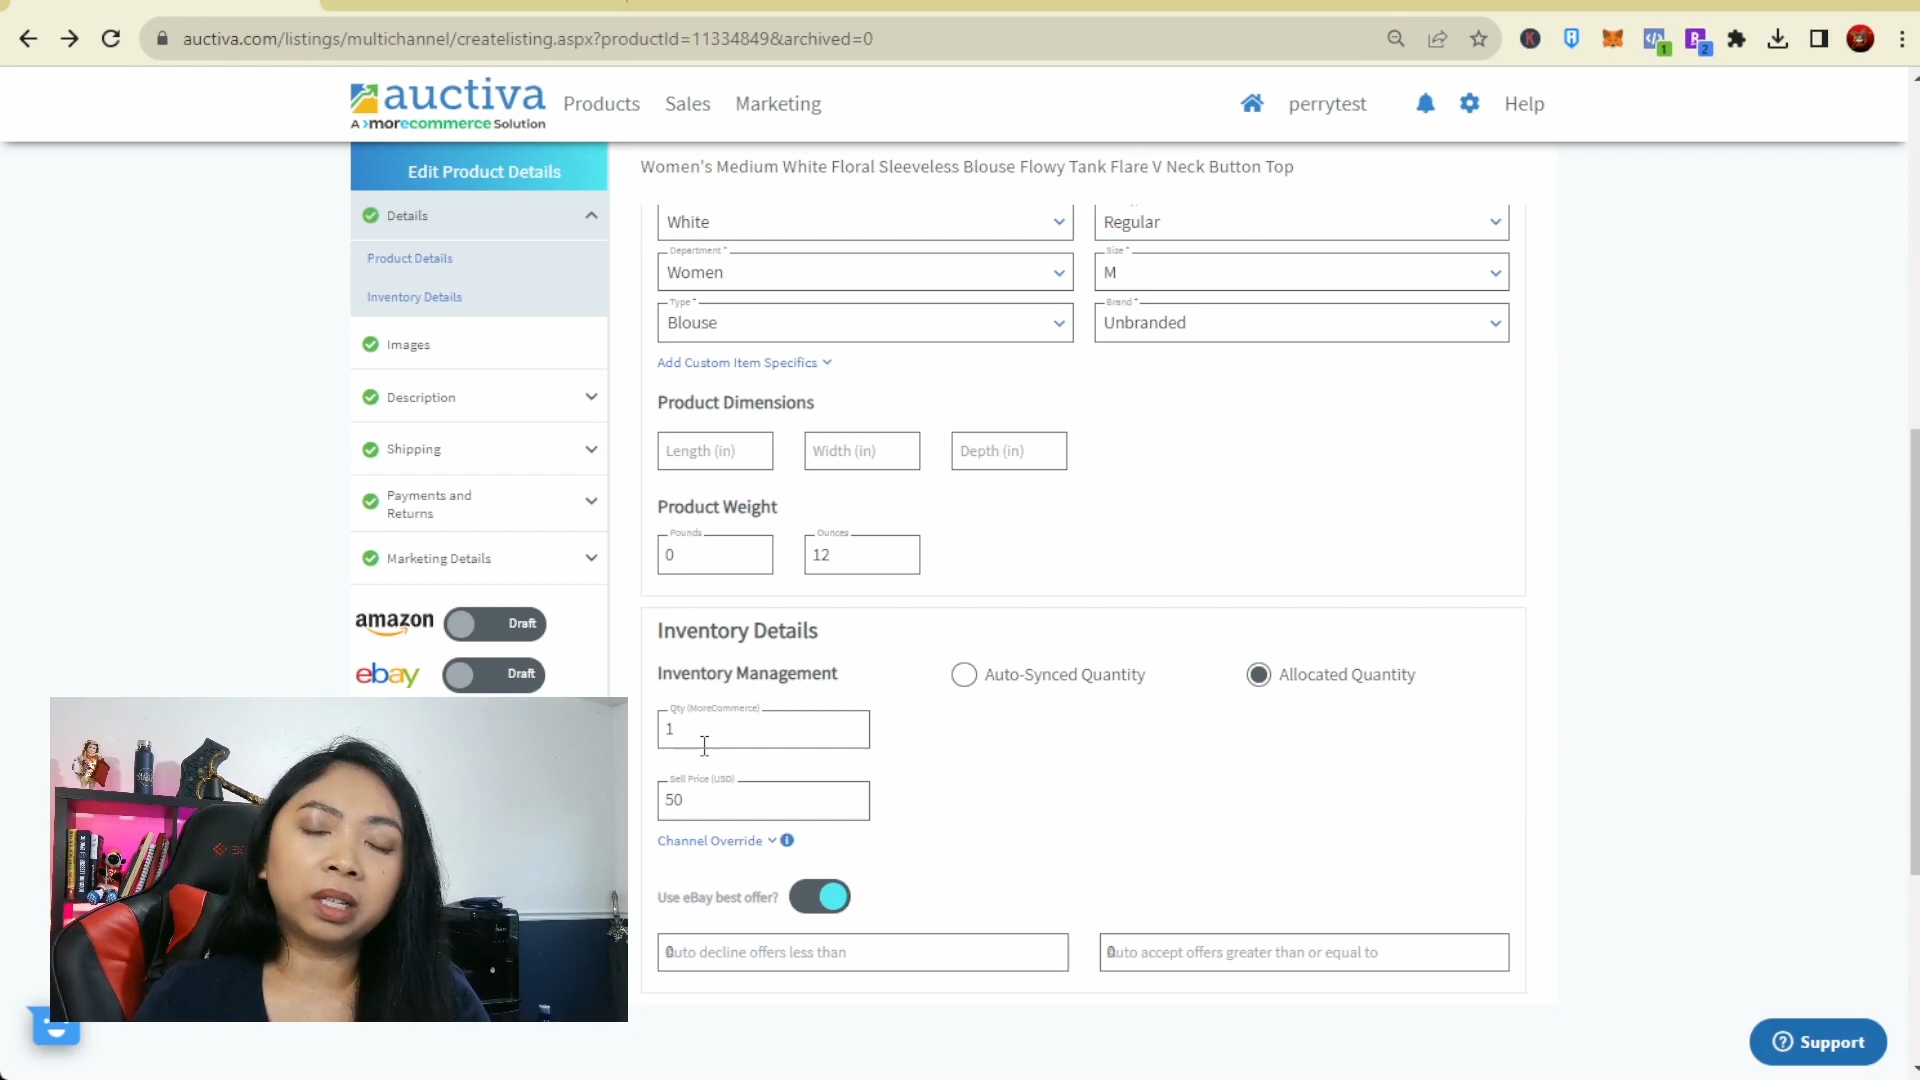 auctiva.com/listings/multichannel/createlisting.aspx?productId=11334849&archived=0
1
2
auctiva
A >morecommerce Solution
Products
Sales
Marketing
perrytest
Help
Edit Product Details
Women's Medium White Floral Sleeveless Blouse Flowy Tank Flare V Neck Button Top
Details
Product Details
Inventory Details
Images
Description
Shipping
Payments and
Returns
Marketing Details
amazon
Draft
ebay
Draft
White
Regular
Department *
Women
Size *
M
Type *
Blouse
Brand *
Unbranded
Add Custom Item Specifics
Product Dimensions
Length (in)
Width (in)
Depth (in)
Product Weight
Pounds
0
Ounces
12
Inventory Details
Inventory Management
Auto-Synced Quantity
Allocated Quantity
Qty (MoreCommerce)
1
Sell Price (USD)
50
Channel Override
Use eBay best offer?
Auto decline offers less than
Auto accept offers greater than or equal to
Support